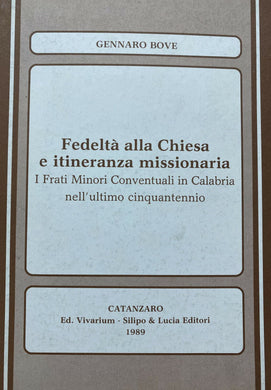 GENNARO BOVE
Fedeltà alla Chiesa
e itineranza missionaria
I Frati Minori Conventuali in Calabria
nell'ultimo cinquantennio
CATANZARO
Ed. Vivarium - Silipo & Lucia Editori
1989